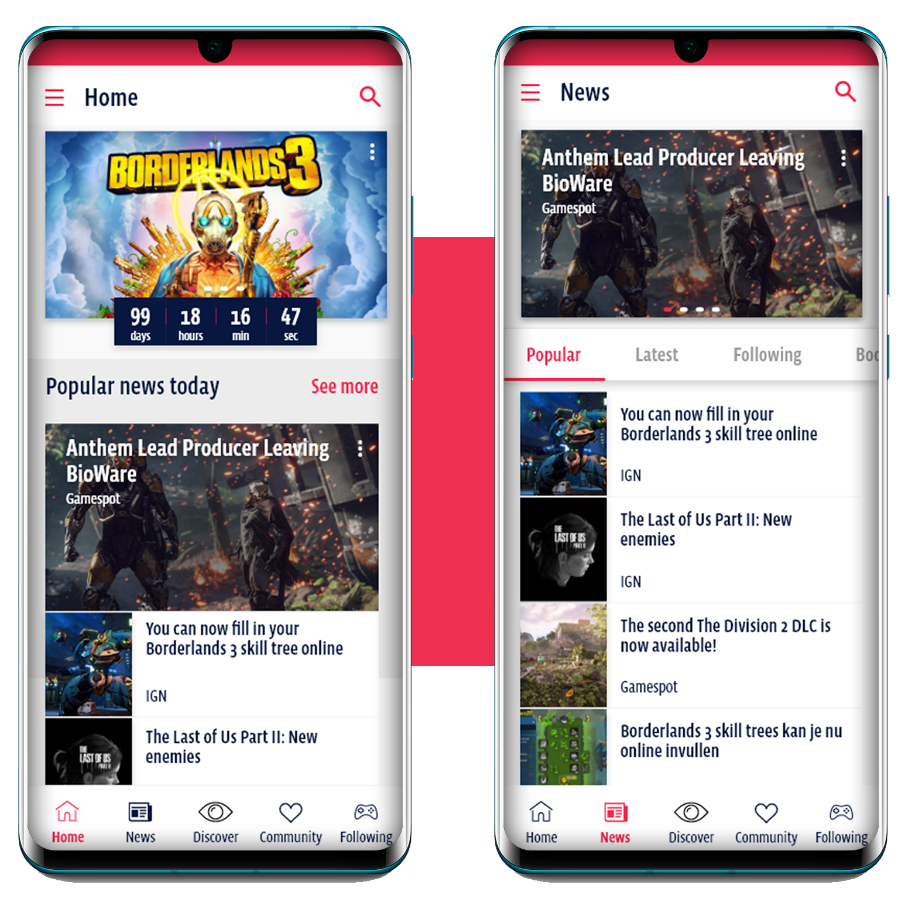 Home
BORDERLANDS 3
99 18 16 47
days hours min sec
Popular news today See more
Anthem Lead Producer Leaving
BioWare
Gamespot
You can now fill in your
Borderlands 3 skill tree online
IGN
THE
LAST OF US
PART II
The Last of Us Part II: New
enemies
Home News Discover Community Following
News
Anthem Lead Producer Leaving
BioWare
Gamespot
Popular Latest Following Boo
You can now fill in your
Borderlands 3 skill tree online
IGN
THE
LAST OF US
PART II
The Last of Us Part II: New
enemies
IGN
The second The Division 2 DLC is
now available!
Gamespot
Borderlands 3 skill trees kan je nu
online invullen
Home News Discover Community Following